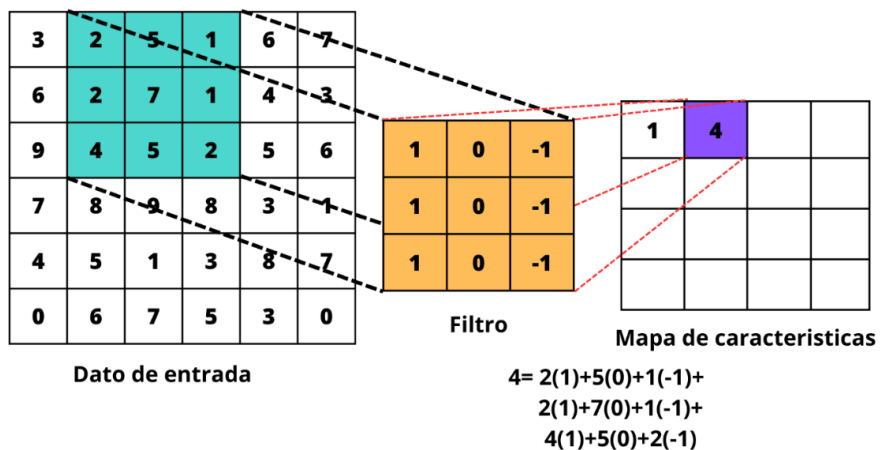 3 2 5 1 6 7
6 2 7 1 4 3
9 4 5 2 5 6
7 8 9 8 3 1
4 5 1 3 8 7
0 6 7 5 3 0
Dato de entrada
1 0 -1
1 0 -1
1 0 -1
Filtro
1 4
Mapa de caracteristicas
4= 2(1)+5(0)+1(-1)+
2(1)+7(0)+1(-1)+
4(1)+5(0)+2(-1)